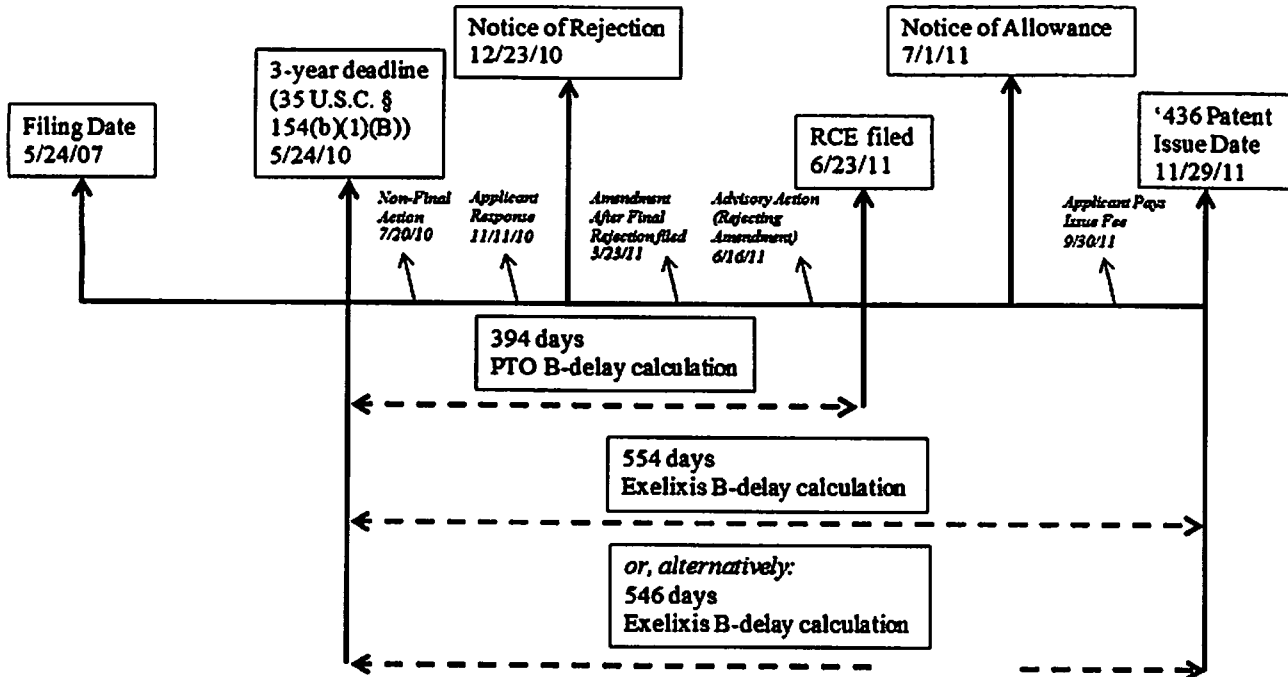 Notice of Rejection
12/23/10
Notice of Allowance
7/1/11
3-year deadline
(35 U.S.C. §
154(b)(1)(B))
5/24/10
Filing Date
5/24/07
RCE filed
6/23/11
‘436 Patent
Issue Date
11/29/11
Non-Final
Action
7/20/10
Applicant
Response
11/11/10
Amendment
After Final
Rejection filed
3/23/11
Advisory Action
(Rejecting
Amendment)
6/16/11
Applicant Pays
Issue Fee
9/30/11
394 days
PTO B-delay calculation
554 days
Exelixis B-delay calculation
or, alternatively:
546 days
Exelixis B-delay calculation